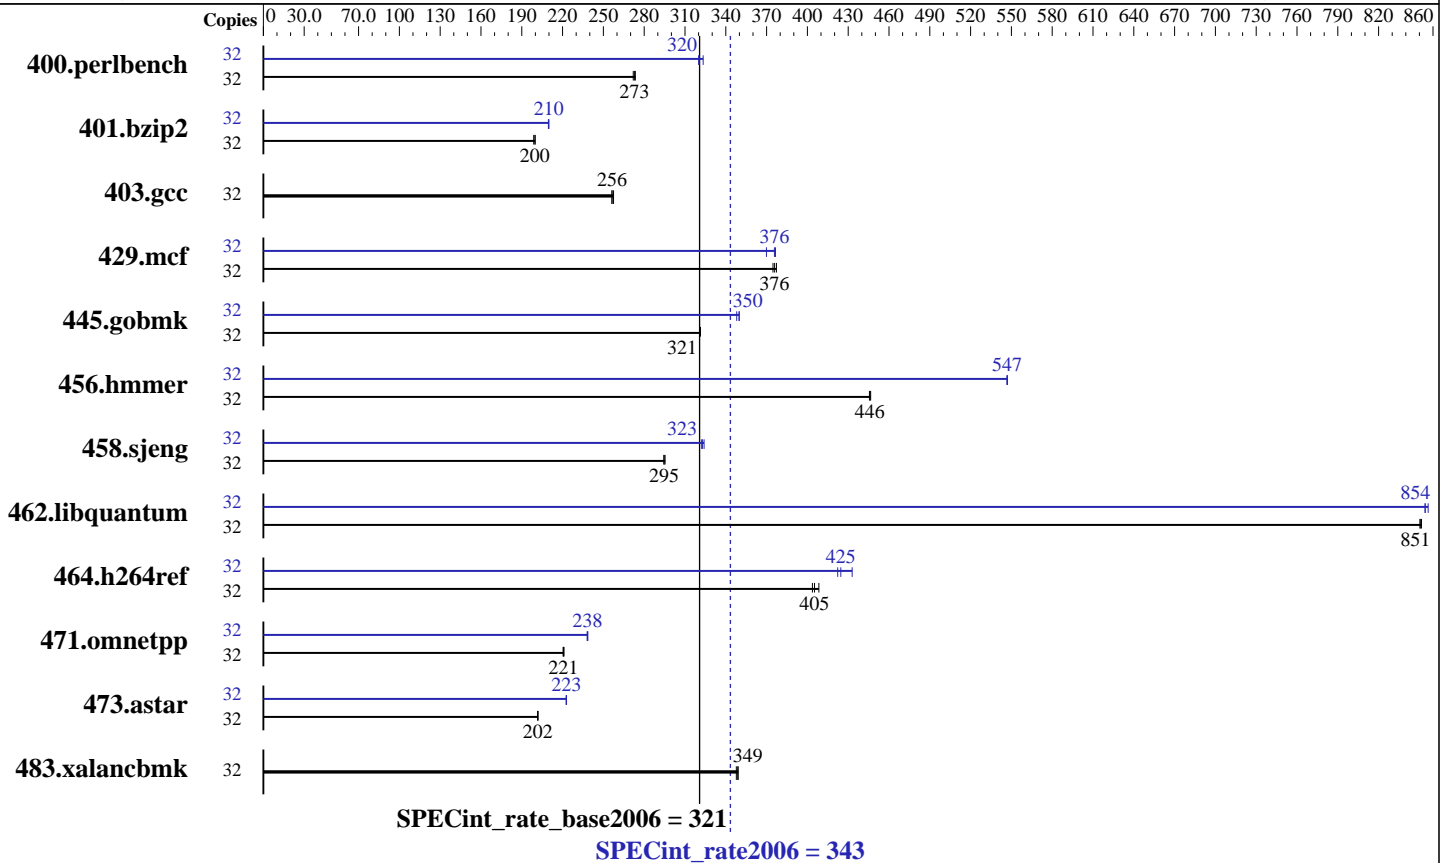 Copies 0 30.0 70.0 100 130 160 190 220 250 280 310 340 370 400 430 460 490 520 550 580 610 640 670 700 730 760 790 820 860
400.perlbench 32 320
32 273
401.bzip2 32 210
32 200
403.gcc 32 256
429.mcf 32 376
32 376
445.gobmk 32 350
32 321
456.hmmer 32 547
32 446
458.sjeng 32 323
32 295
462.libquantum 32 854
32 851
464.h264ref 32 425
32 405
471.omnetpp 32 238
32 221
473.astar 32 223
32 202
483.xalancbmk 32 349
SPECint_rate_base2006 = 321
SPECint_rate2006 = 343